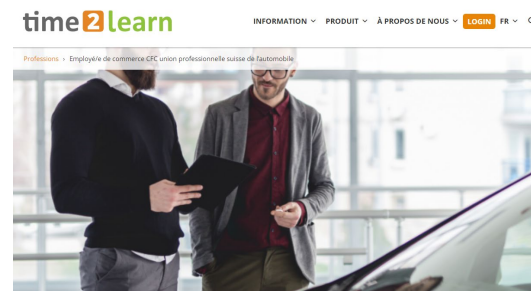 time2learn
INFORMATION PRODUIT À PROPOS DE NOUS LOGIN FR
Professions › Employé/e de commerce CFC union professionnelle suisse de l'automobile